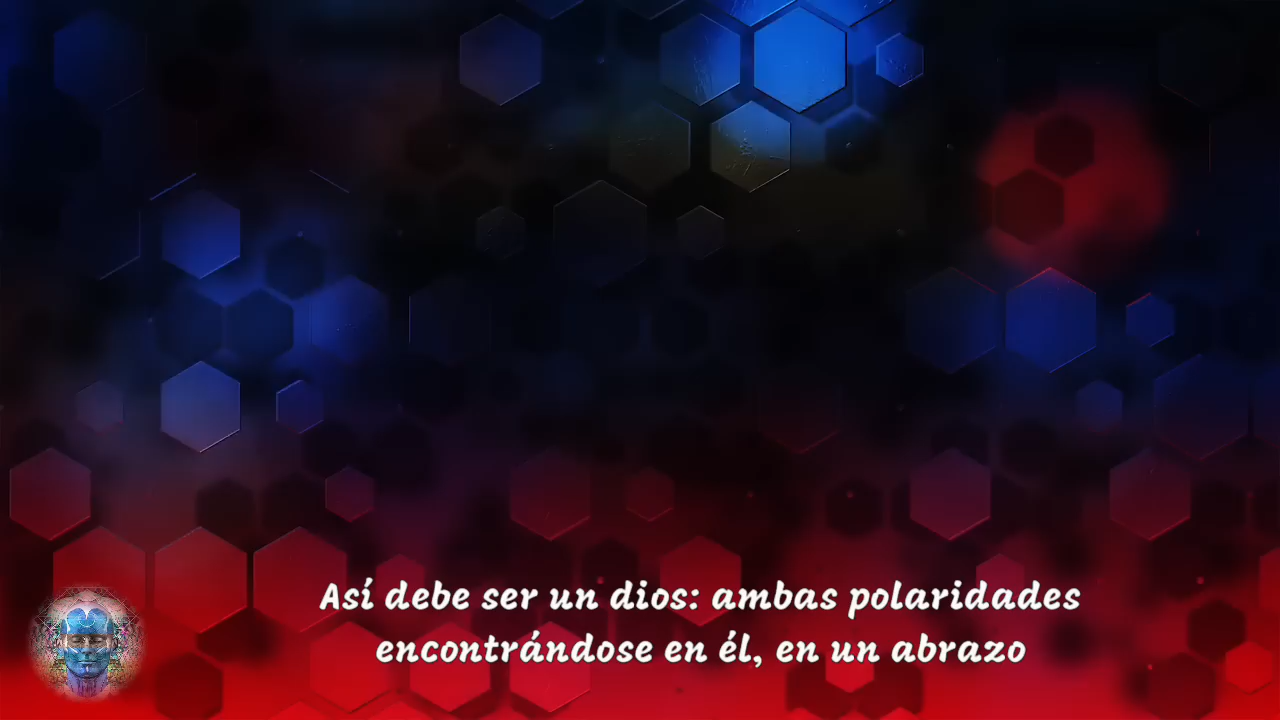 Así debe ser un dios: ambas polaridades
encontrándose en él, en un abrazo